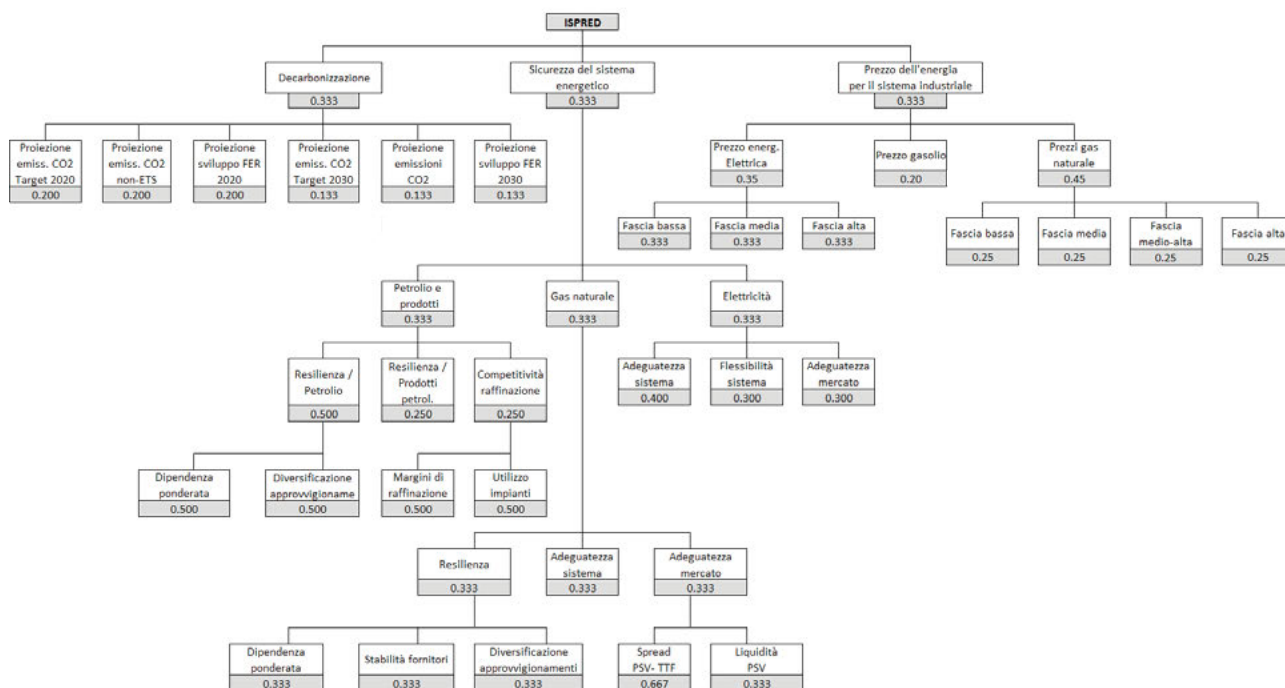 ISPRED
Decarbonizzazione
0.333
Sicurezza del sistema
energetico
0.333
Prezzo dell'energia
per il sistema industriale
0.333
Proiezione
emiss. CO2
Target 2020
0.200
Proiezione
emiss. CO2
non-ETS
0.200
Proiezione
sviluppo FER
2020
0.200
Proiezione
emiss. CO2
Target 2030
0.133
Proiezione
emissioni
CO2
0.133
Proiezione
sviluppo FER
2030
0.133
Prezzo energ.
Elettrica
0.35
Prezzo gasolio
0.20
Prezzi gas
naturale
0.45
Fascia bassa
0.333
Fascia media
0.333
Fascia alta
0.333
Fascia bassa
0.25
Fascia media
0.25
Fascia
medio-alta
0.25
Fascia alta
0.25
Petrolio e
prodotti
0.333
Gas naturale
0.333
Elettricità
0.333
Resilienza /
Petrolio
0.500
Resilienza /
Prodotti
petrol.
0.250
Competitività
raffinazione
0.250
Adeguatezza
sistema
0.400
Flessibilità
sistema
0.300
Adeguatezza
mercato
0.300
Dipendenza
ponderata
0.500
Diversificazione
approvvigioname
0.500
Margini di
raffinazione
0.500
Utilizzo
impianti
0.500
Resilienza
0.333
Adeguatezza
sistema
0.333
Adeguatezza
mercato
0.333
Dipendenza
ponderata
0.333
Stabilità fornitori
0.333
Diversificazione
approvvigionamenti
0.333
Spread
PSV- TTF
0.667
Liquidità
PSV
0.333